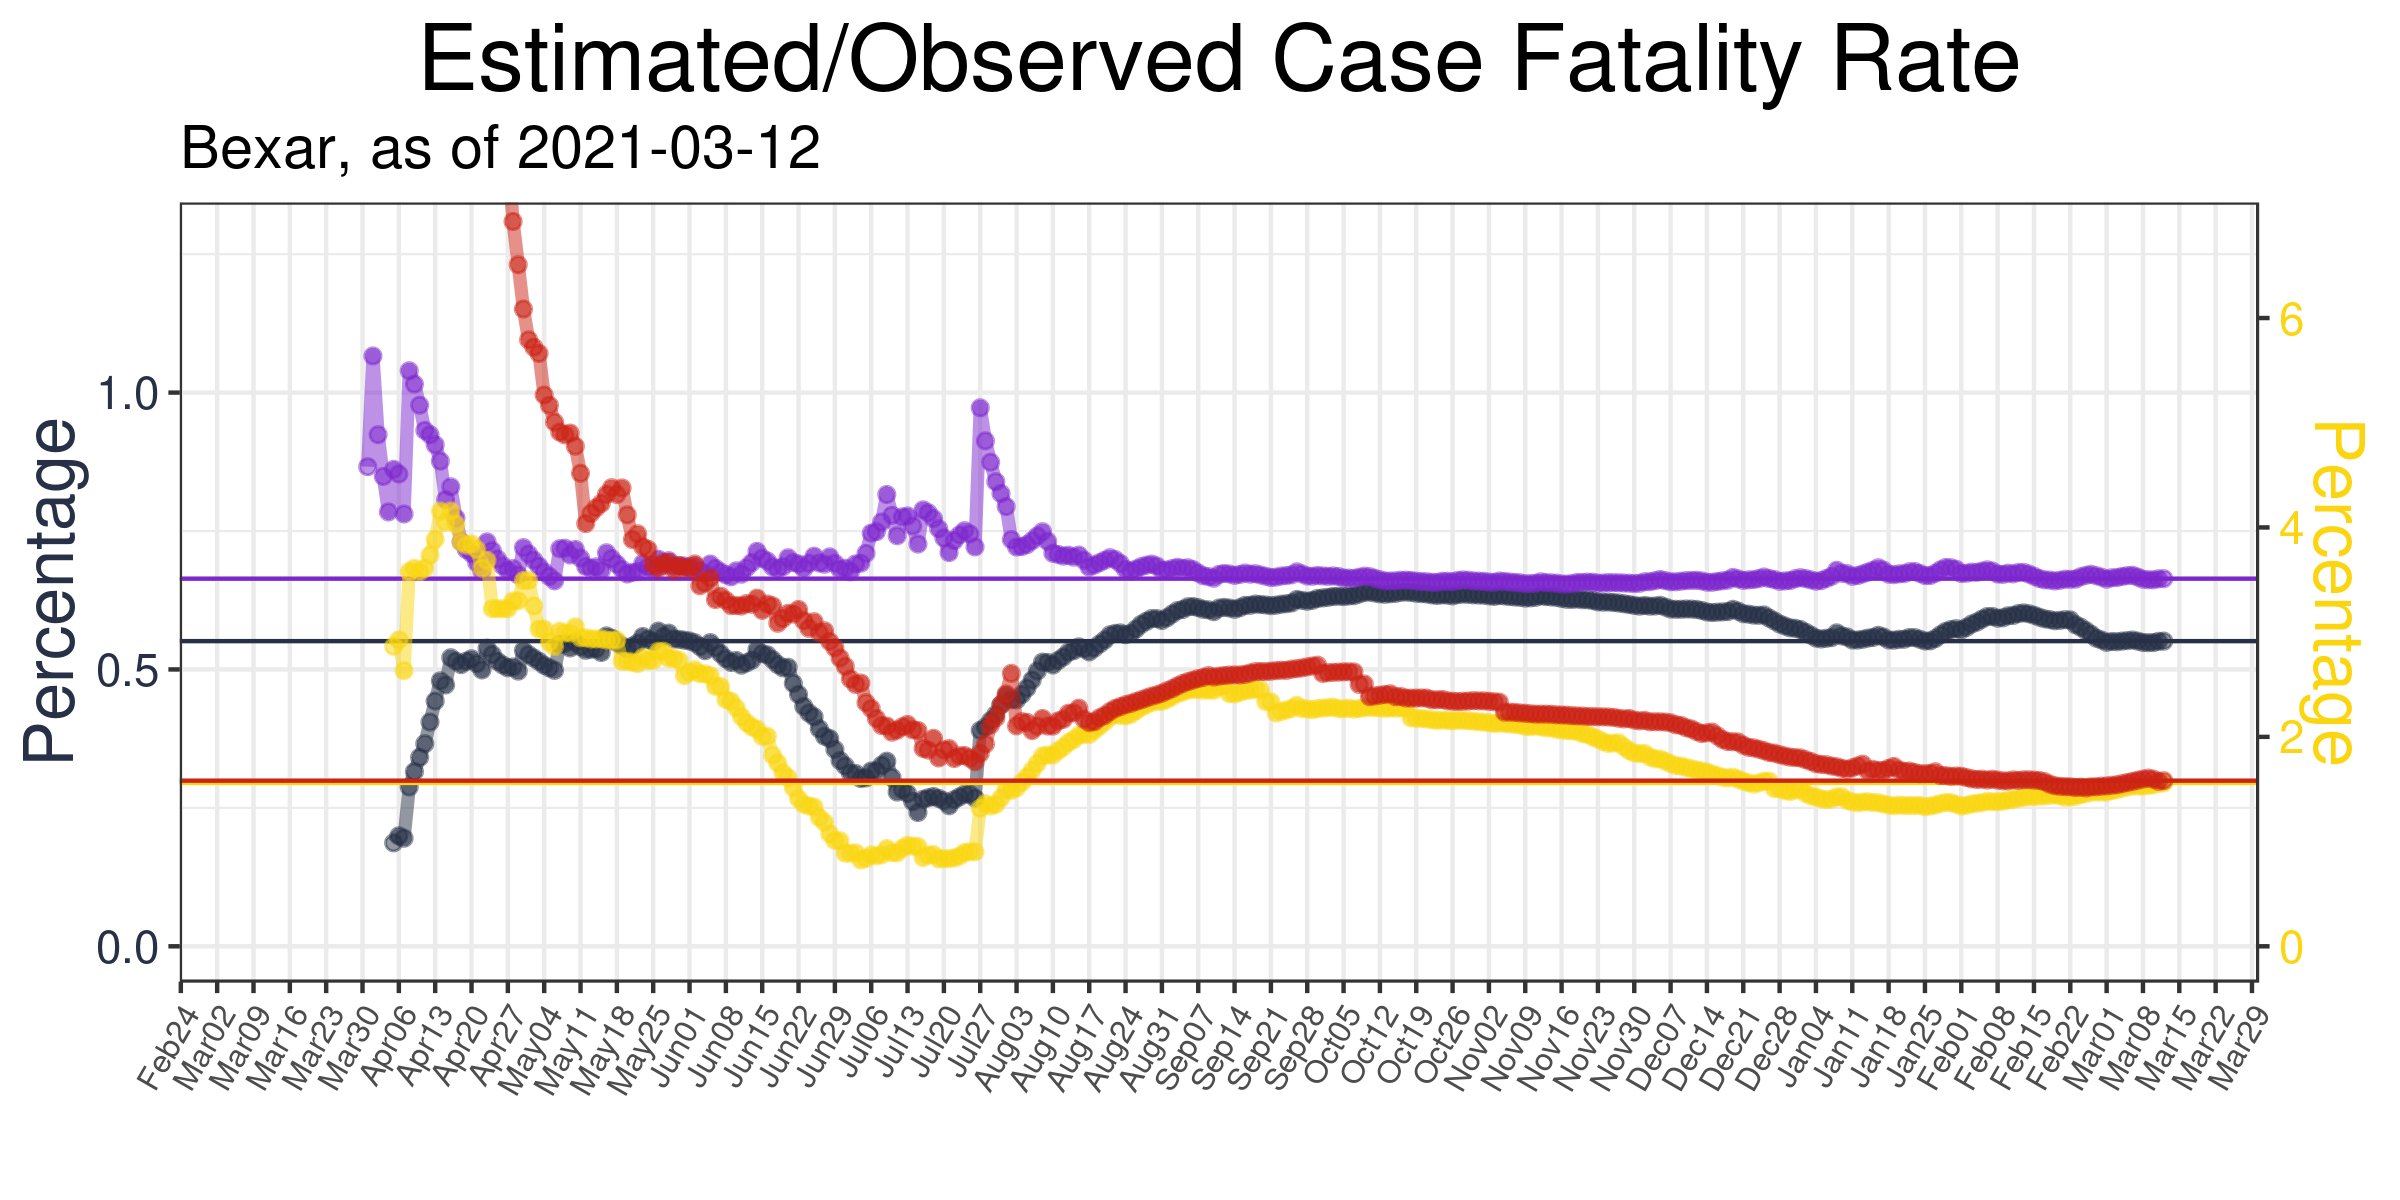 Estimated/Observed Case Fatality Rate
Bexar, as of 2021-03-12
Percentage
1.0
0.5
0.0
6
4
2
0
Percentage
Feb24
Mar02
Mar09
Mar16
Mar23
Mar30
Apr06
Apr13
Apr20
Apr27
May04
May11
May18
May25
Jun01
Jun08
Jun15
Jun22
Jun29
Jul06
Jul13
Jul20
Jul27
Aug03
Aug10
Aug17
Aug24
Aug31
Sep07
Sep14
Sep21
Sep28
Oct05
Oct12
Oct19
Oct26
Nov02
Nov09
Nov16
Nov23
Nov30
Dec07
Dec14
Dec21
Dec28
Jan04
Jan11
Jan18
Jan25
Feb01
Feb08
Feb15
Feb22
Mar01
Mar08
Mar15
Mar22
Mar29